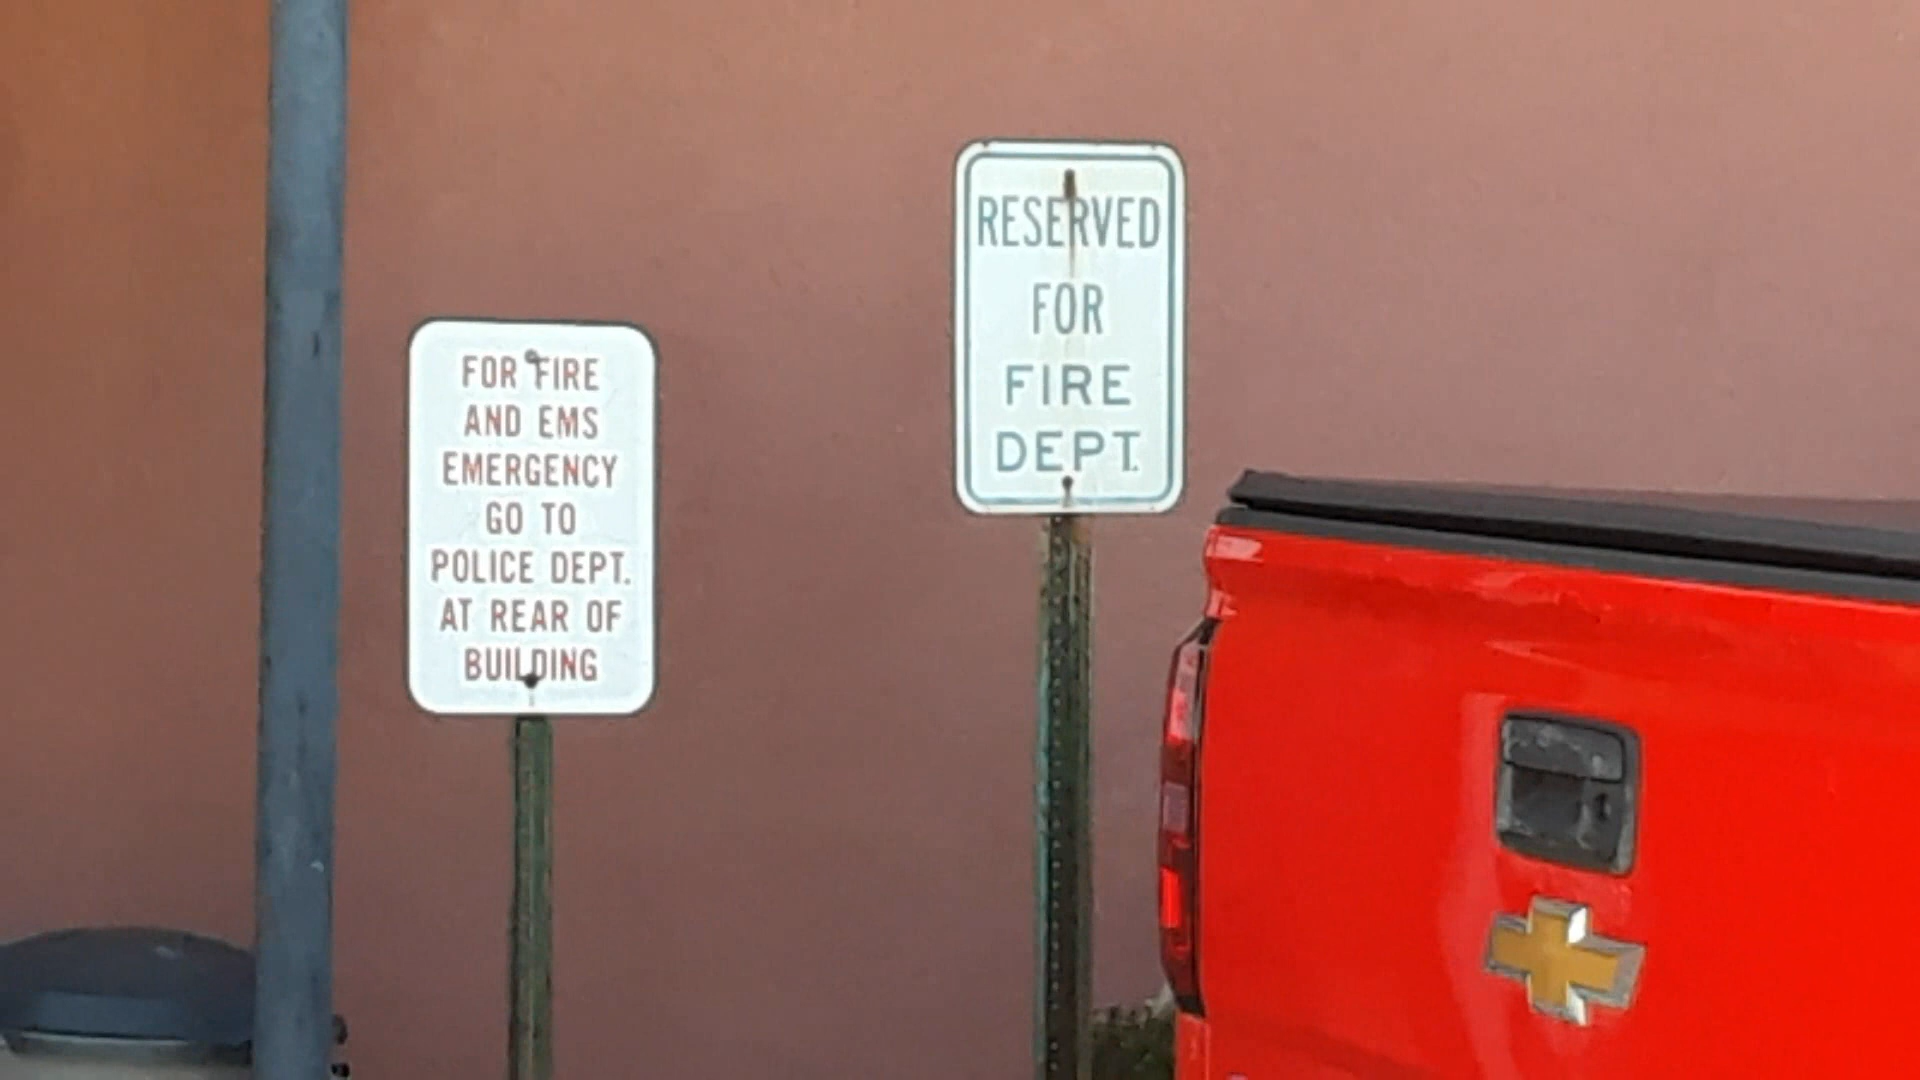 FOR FIRE
AND EMS
EMERGENCY
GO TO
POLICE DEPT.
AT REAR OF
BUILDING
RESERVED
FOR
FIRE
DEPT.